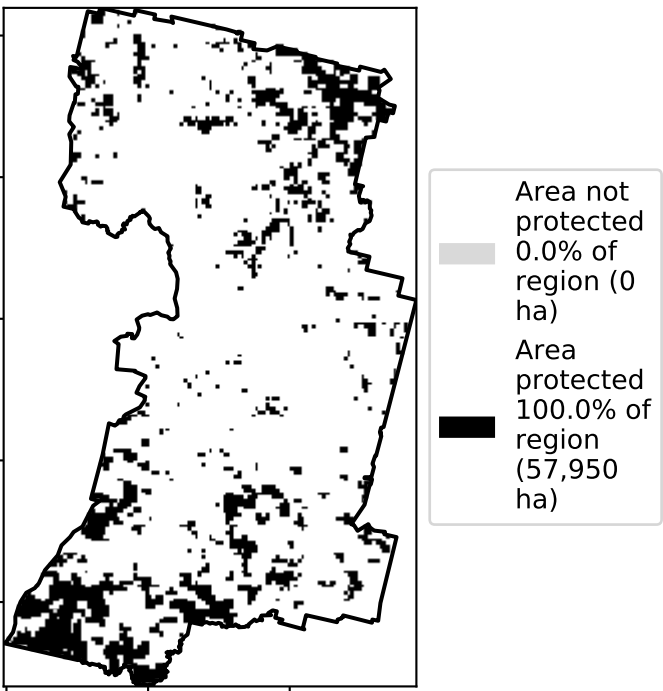 Area not
protected
0.0% of
region (0
ha)
Area
protected
100.0% of
region
(57,950
ha)